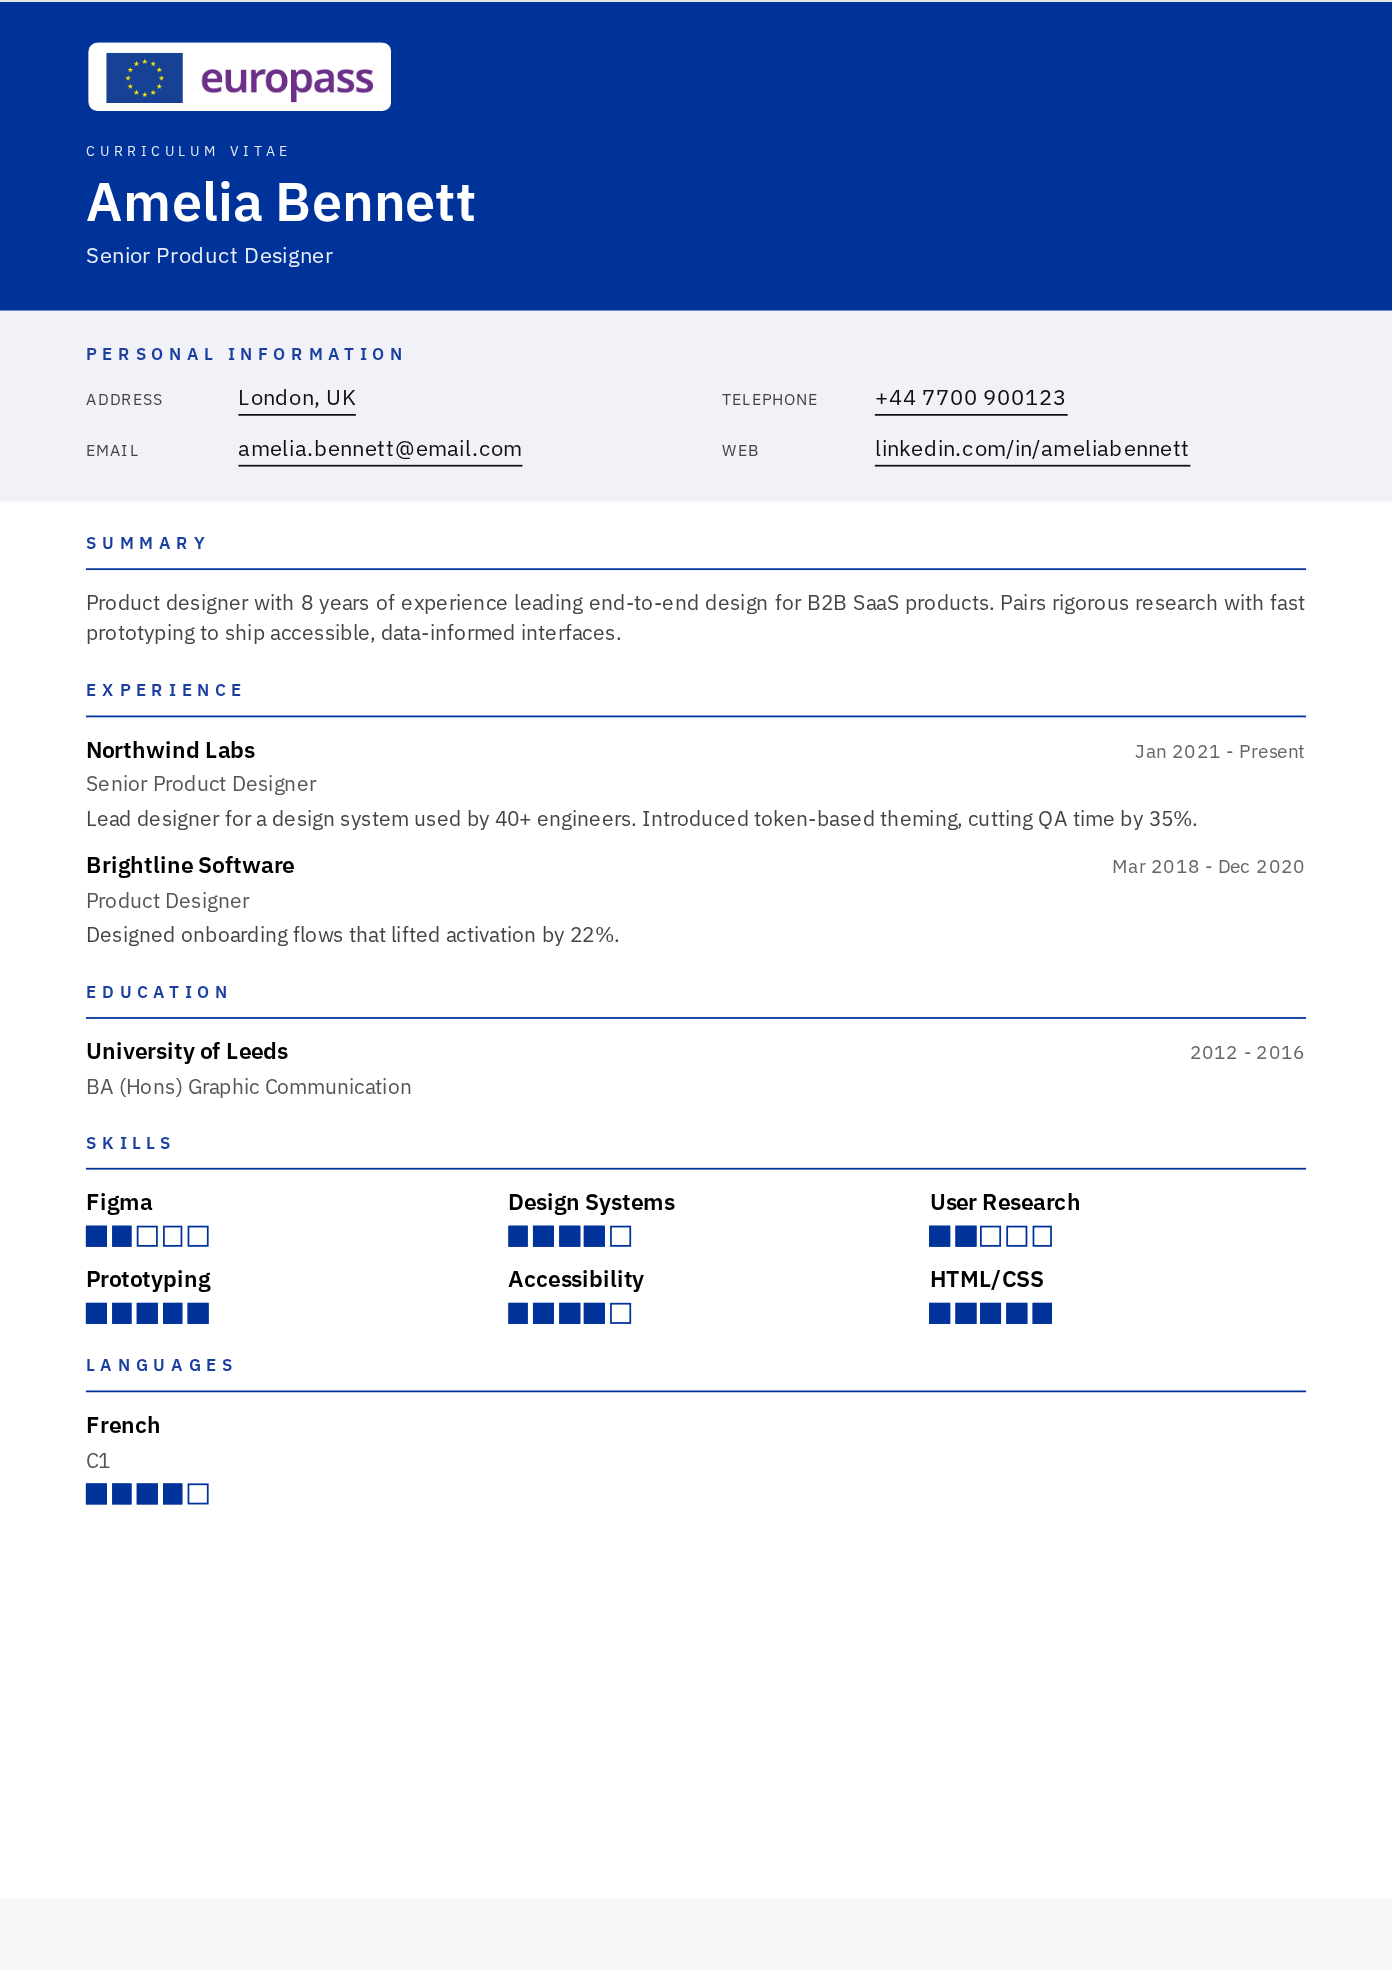 europass
CURRICULUM VITAE
Amelia Bennett
Senior Product Designer
PERSONAL INFORMATION
ADDRESS London, UK TELEPHONE +44 7700 900123
EMAIL amelia.bennett@email.com WEB linkedin.com/in/ameliabennett
SUMMARY
Product designer with 8 years of experience leading end-to-end design for B2B SaaS products. Pairs rigorous research with fast
prototyping to ship accessible, data-informed interfaces.
EXPERIENCE
Northwind Labs Jan 2021 - Present
Senior Product Designer
Lead designer for a design system used by 40+ engineers. Introduced token-based theming, cutting QA time by 35%.
Brightline Software Mar 2018 - Dec 2020
Product Designer
Designed onboarding flows that lifted activation by 22%.
EDUCATION
University of Leeds 2012 - 2016
BA (Hons) Graphic Communication
SKILLS
Figma Design Systems User Research
Prototyping Accessibility HTML/CSS
LANGUAGES
French
C1